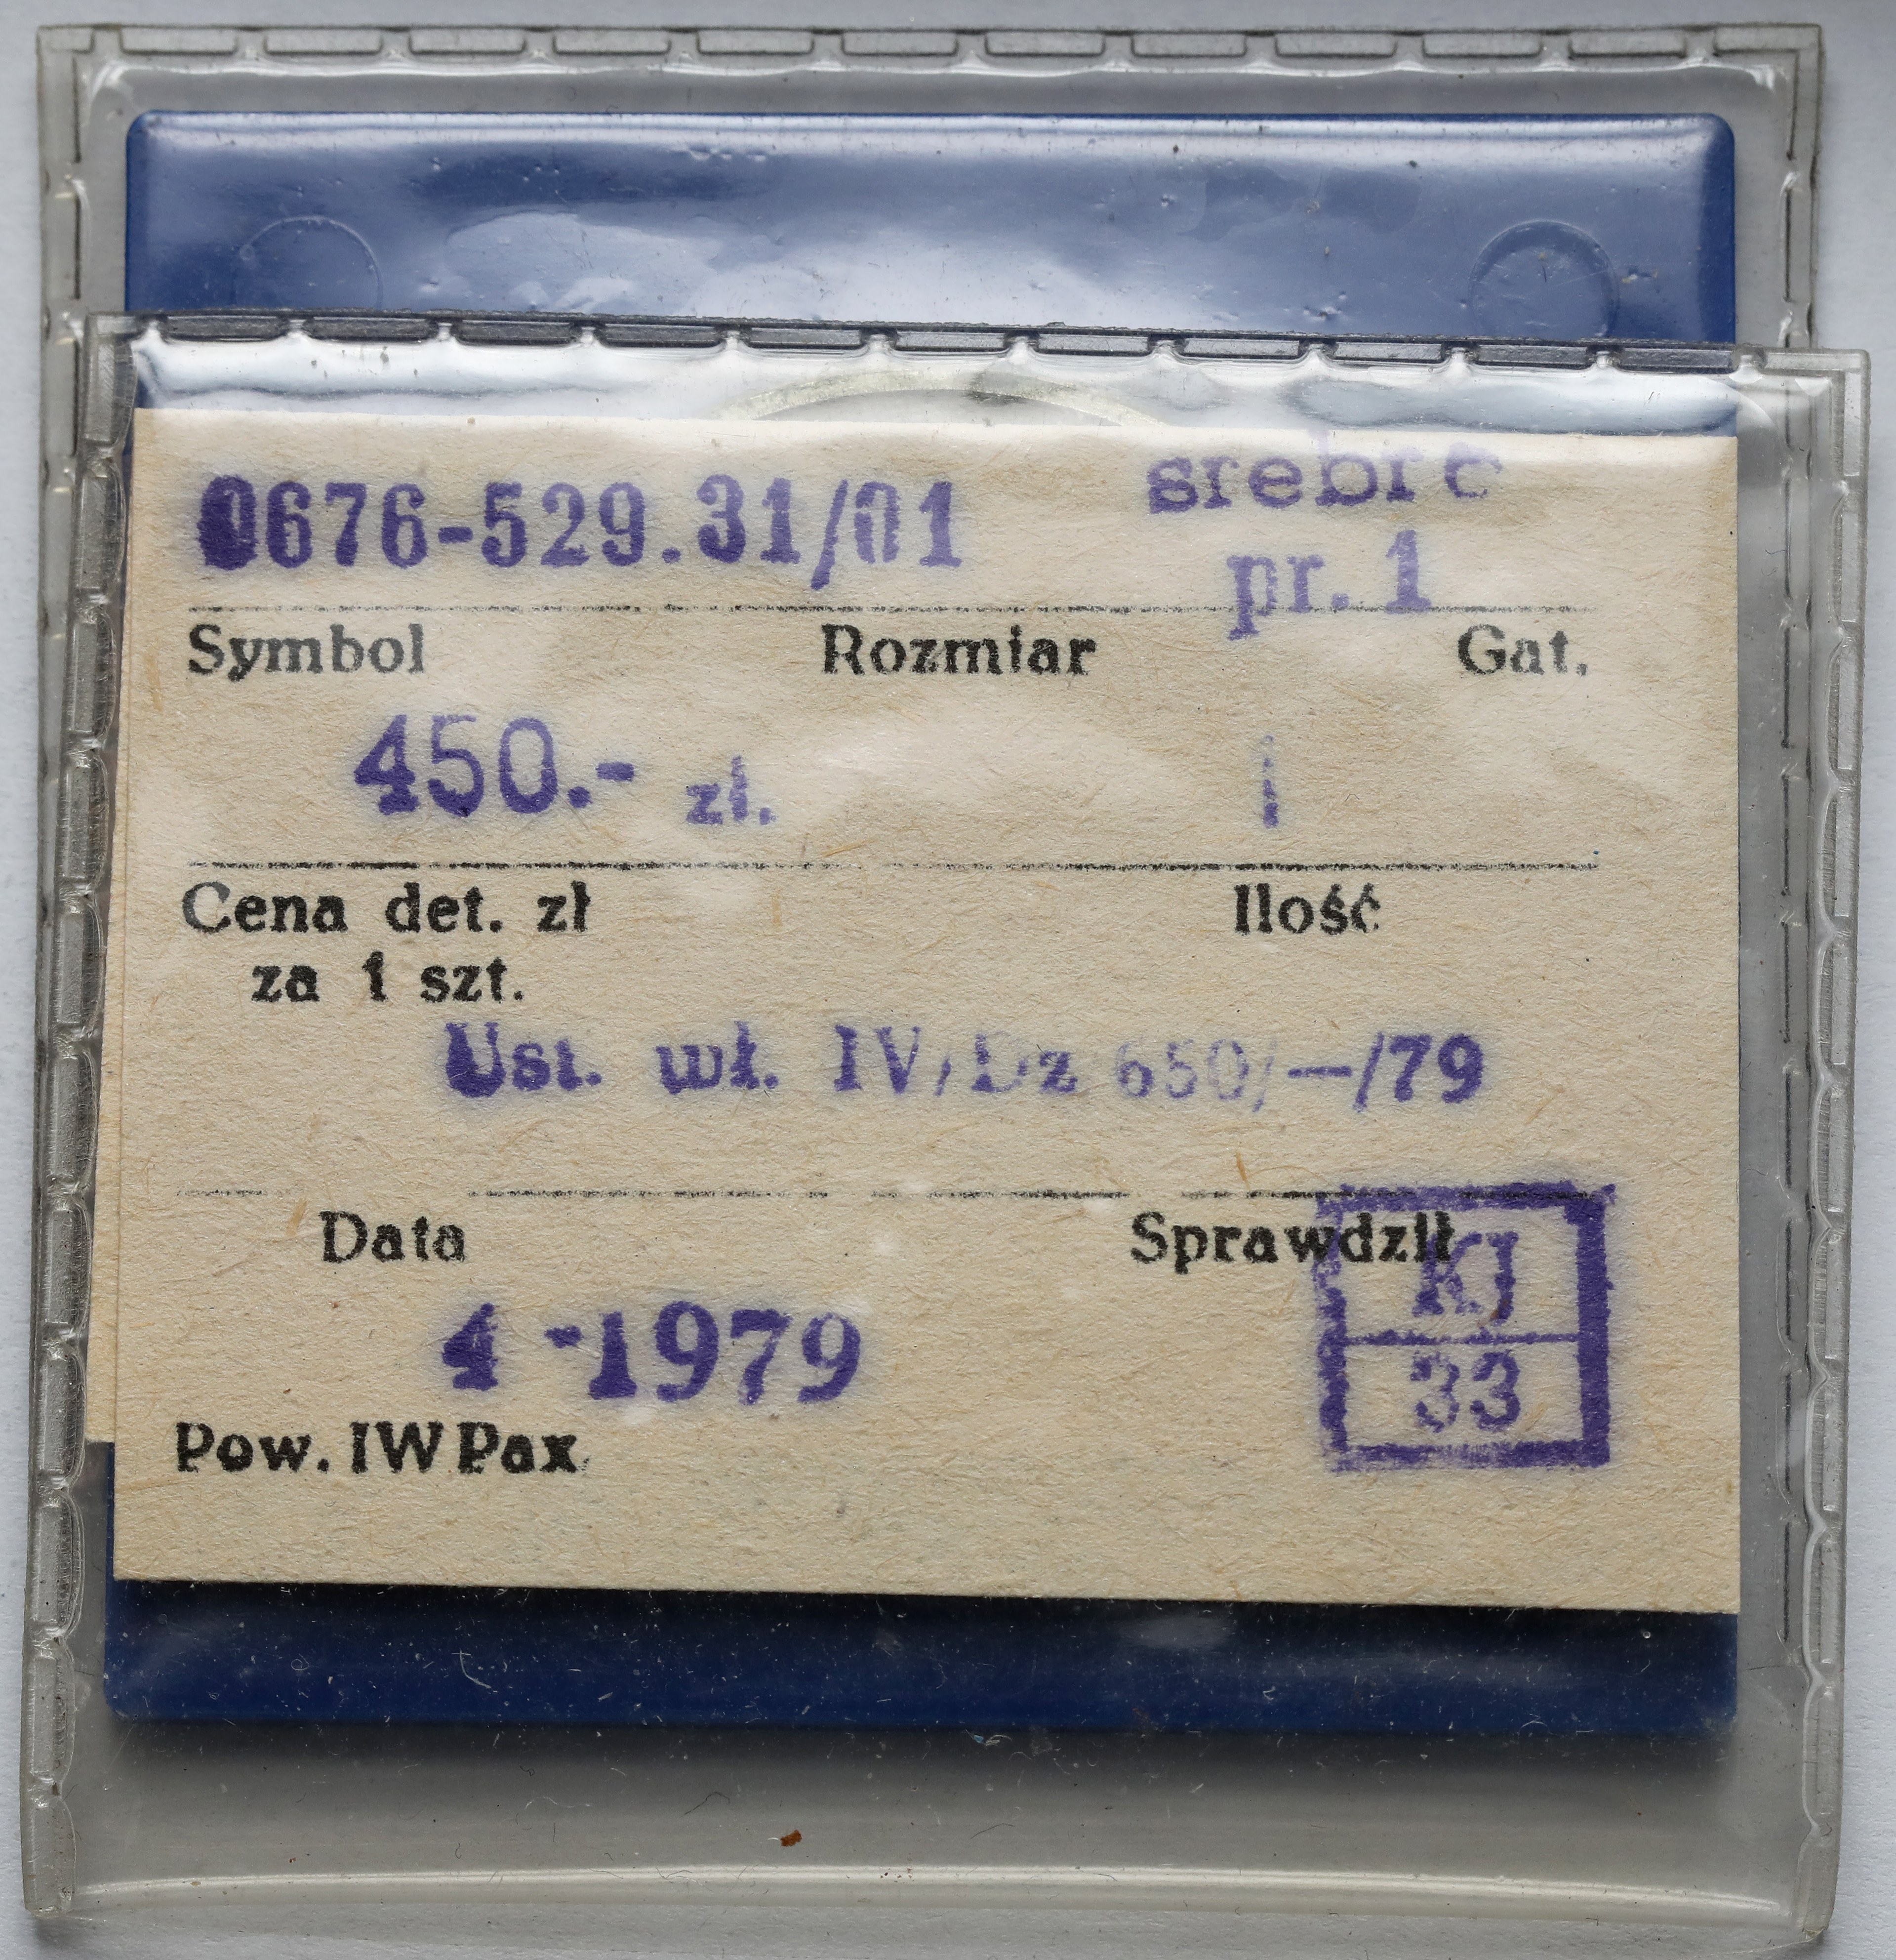 srebro
0676-529.31/01 pr. 1
Symbol Rozmiar Gat.
450.- zł. 1
Cena det. zł Ilość
za 1 szt.
Ust. wł. IV/Dz 650/—/79
Data Sprawdził
KJ
4 -1979 33
Pow. IW Pax